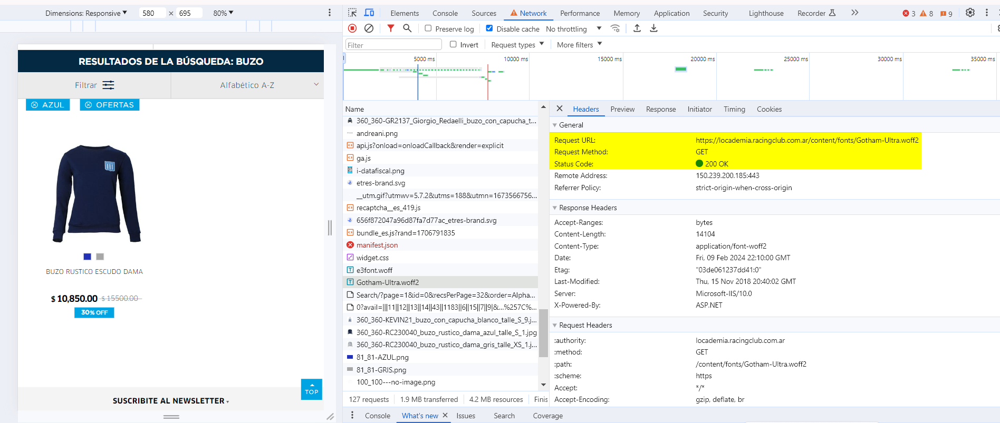 Dimensions: Responsive ▼ 580 × 695 80% ▼
RESULTADOS DE LA BÚSQUEDA: BUZO
Filtrar
Alfabético A-Z
AZUL
OFERTAS
BUZO RUSTICO ESCUDO DAMA
$ 10,850.00 $ 15500.00
30% OFF
TOP
SUSCRIBITE AL NEWSLETTER
Elements Console Sources Network Performance Memory Application Security Lighthouse Recorder 3 8 9
Preserve log Disable cache No throttling
Filter Invert Request types More filters
5000 ms 10000 ms 15000 ms 20000 ms 25000 ms 30000 ms 35000 ms
Name
360_360-GR2137_Giorgio_Redaelli_buzo_con_capucha_t...
andreani.png
api.js?onload=onloadCallback&render=explicit
ga.js
i-datafiscal.png
etres-brand.svg
__utm.gif?utmwv=5.7.2&utms=188&utmn=1673566756...
recaptcha__es_419.js
656f872047a96d87fa7d77ac_etres-brand.svg
bundle_es.js?rand=1706791835
manifest.json
widget.css
e3font.woff
Gotham-Ultra.woff2
Search/?page=1&id=0&recsPerPage=32&order=Alpha...
0?avail=|||11||12||13||14||43||1183||6||15||7||9|&...%257C%...
360_360-KEVIN21_buzo_con_capucha_blanco_talle_S_9.j...
360_360-RC230040_buzo_rustico_dama_azul_talle_S_1.jpg
360_360-RC230040_buzo_rustico_dama_gris_talle_XS_1.j...
81_81-AZUL.png
81_81-GRIS.png
100_100---no-image.png
127 requests 1.9 MB transferred 4.2 MB resources Finis
Headers Preview Response Initiator Timing Cookies
General
Request URL: https://locademia.racingclub.com.ar/content/fonts/Gotham-Ultra.woff2
Request Method: GET
Status Code: 200 OK
Remote Address: 150.239.200.185:443
Referrer Policy: strict-origin-when-cross-origin
Response Headers
Accept-Ranges: bytes
Content-Length: 14104
Content-Type: application/font-woff2
Date: Fri, 09 Feb 2024 22:10:00 GMT
Etag: "03de061237dd41:0"
Last-Modified: Thu, 15 Nov 2018 20:40:02 GMT
Server: Microsoft-IIS/10.0
X-Powered-By: ASP.NET
Request Headers
:authority: locademia.racingclub.com.ar
:method: GET
:path: /content/fonts/Gotham-Ultra.woff2
:scheme: https
Accept: */*
Accept-Encoding: gzip, deflate, br
Console What's new Issues Search Coverage